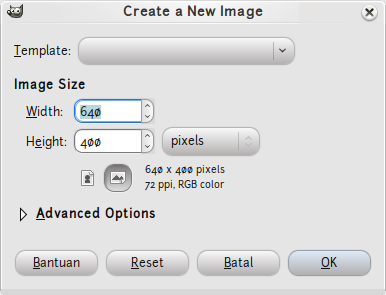 Create a New Image
Template:
Image Size
Width: 640
Height: 400 pixels
640 x 400 pixels
72 ppi, RGB color
Advanced Options
Bantuan Reset Batal OK